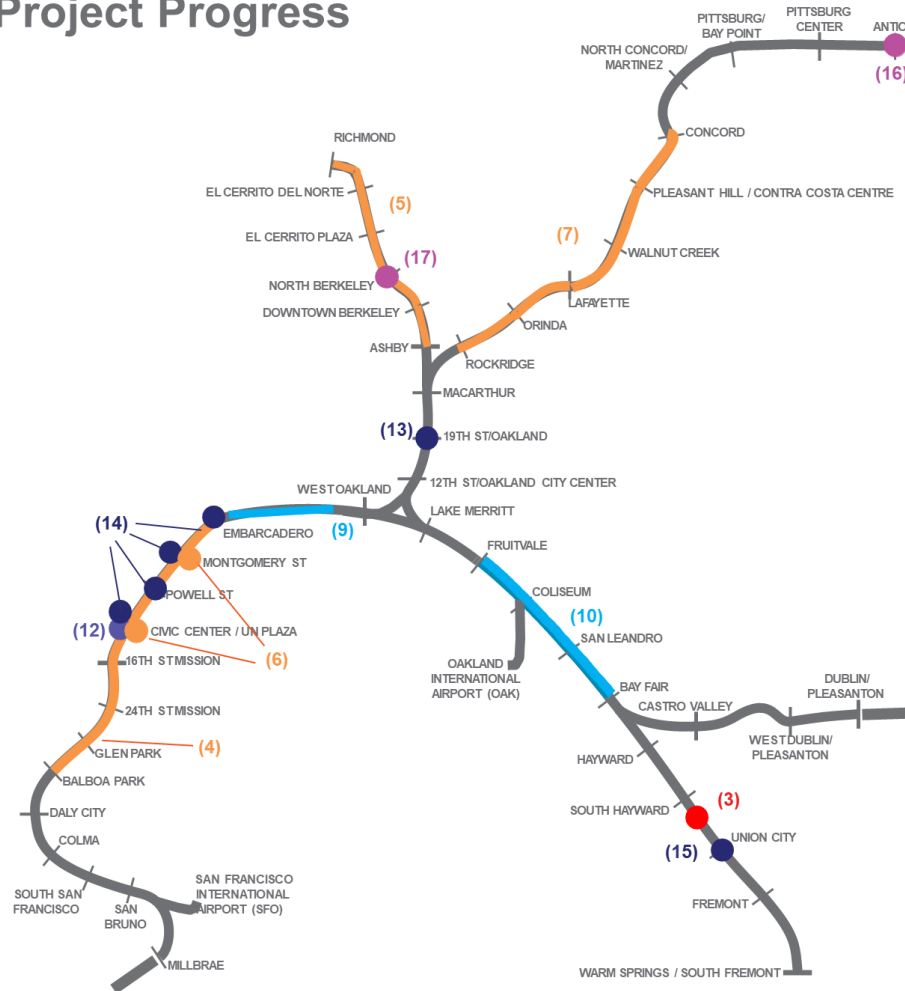 Project Progress
PITTSBURG/
BAY POINT
PITTSBURG
CENTER
ANTIOC
(16)
NORTH CONCORD/
MARTINEZ
CONCORD
RICHMOND
EL CERRITO DEL NORTE
(5)
PLEASANT HILL / CONTRA COSTA CENTRE
EL CERRITO PLAZA
(7)
(17)
WALNUT CREEK
NORTH BERKELEY
LAFAYETTE
DOWNTOWN BERKELEY
ORINDA
ASHBY
ROCKRIDGE
MACARTHUR
(13)
19TH ST/OAKLAND
WEST OAKLAND
12TH ST/OAKLAND CITY CENTER
LAKE MERRITT
(14)
EMBARCADERO
(9)
FRUITVALE
MONTGOMERY ST
POWELL ST
COLISEUM
(12)
CIVIC CENTER / UN PLAZA
(10)
SAN LEANDRO
16TH ST MISSION
(6)
OAKLAND
INTERNATIONAL
AIRPORT (OAK)
BAY FAIR
DUBLIN/
PLEASANTON
24TH ST MISSION
CASTRO VALLEY
(4)
WEST DUBLIN/
PLEASANTON
GLEN PARK
HAYWARD
BALBOA PARK
SOUTH HAYWARD
(3)
DALY CITY
UNION CITY
COLMA
(15)
SOUTH SAN
FRANCISCO
SAN
BRUNO
SAN FRANCISCO
INTERNATIONAL
AIRPORT (SFO)
FREMONT
MILLBRAE
WARM SPRINGS / SOUTH FREMONT